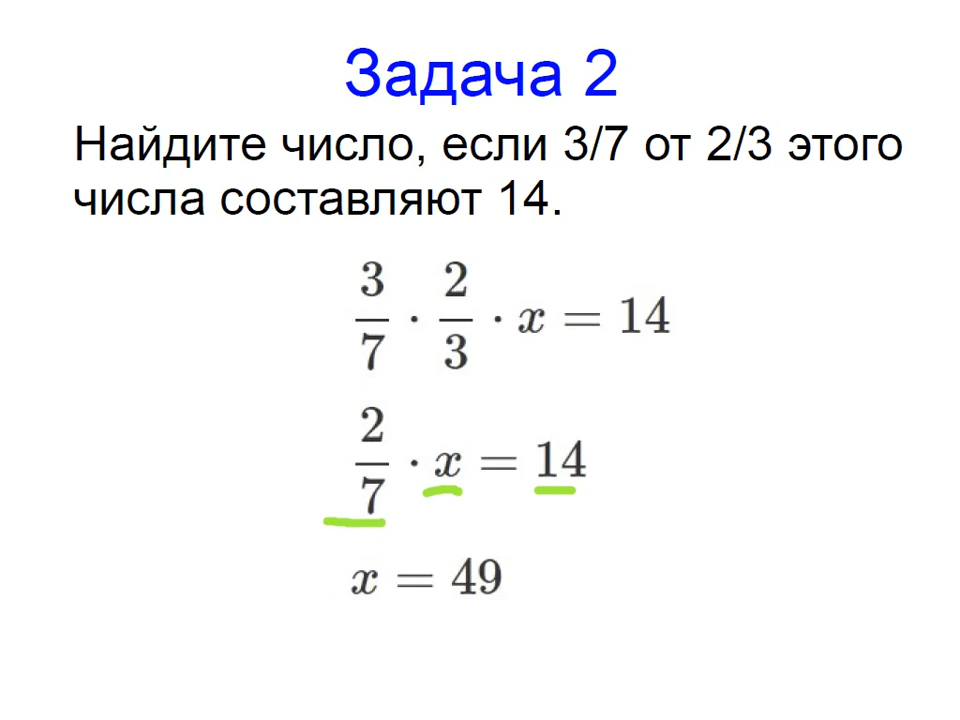 Задача 2
Найдите число, если 3/7 от 2/3 этого
числа составляют 14.
3/7 · 2/3 · x = 14
2/7 · x = 14
x = 49